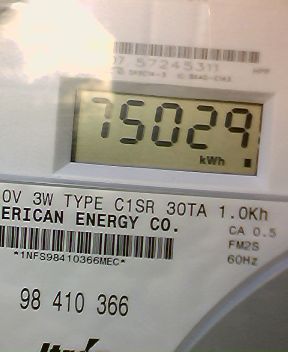 57245311
75029
kWh
0V 3W TYPE C1SR 30TA 1.0Kh
ERICAN ENERGY CO.
CA 0.5
FM2S
*1NFS98410366MEC*
60Hz
98 410 366